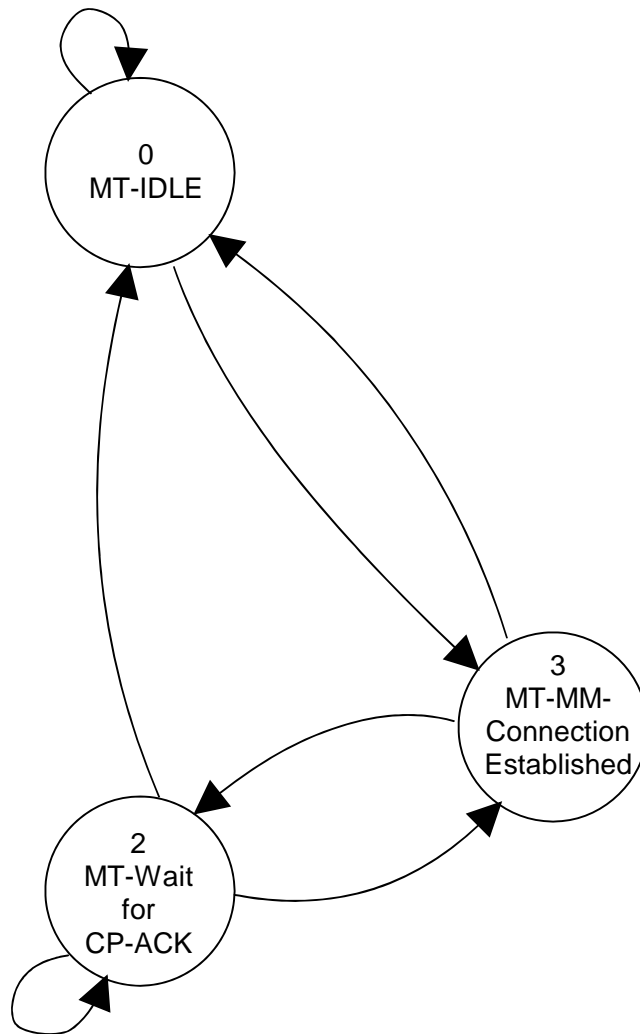 0
MT-IDLE
3
MT-MM-
Connection
Established
2
MT-Wait
for
CP-ACK